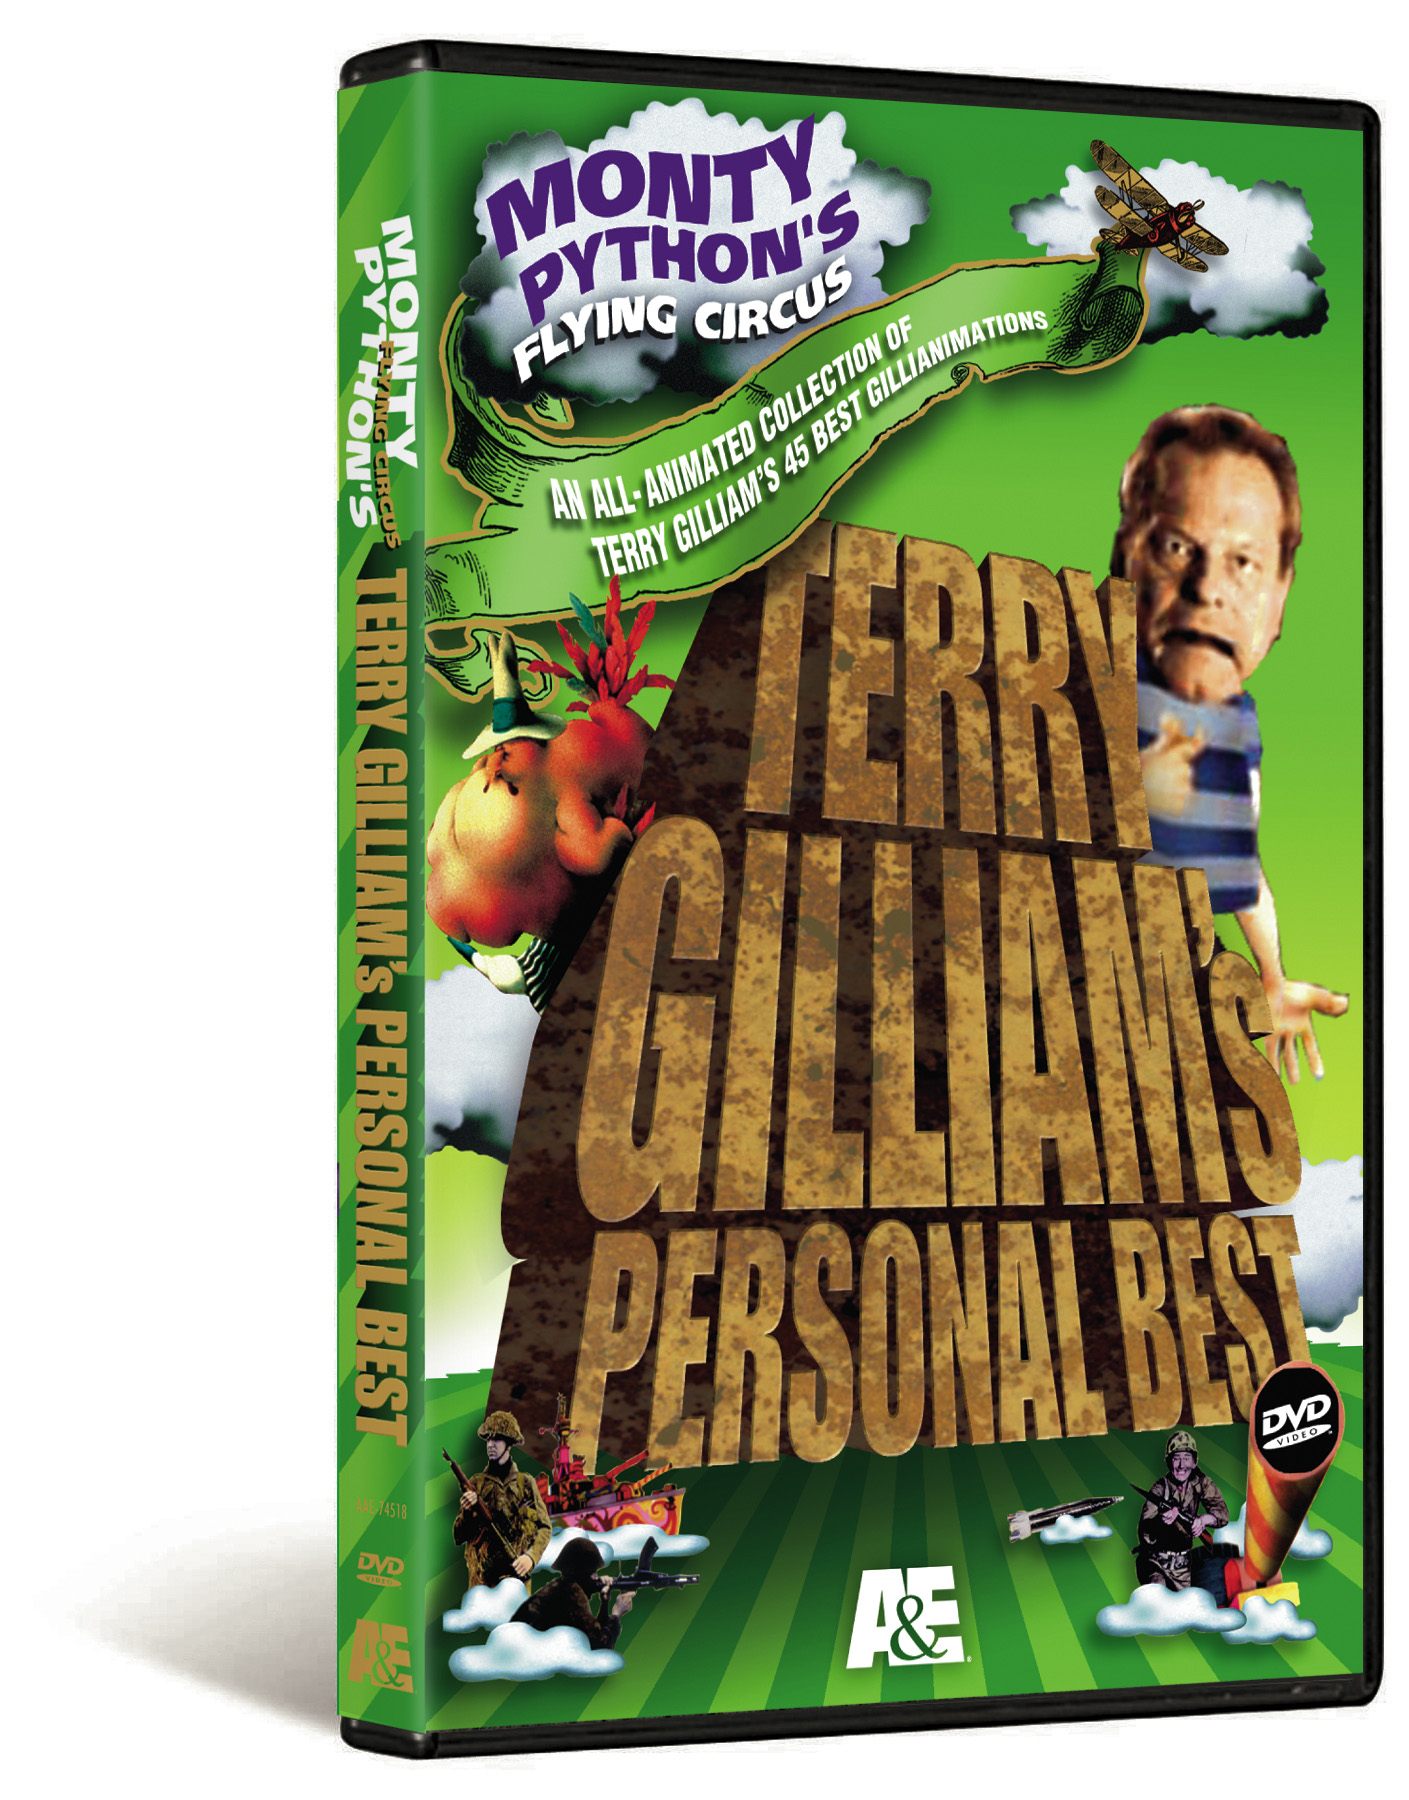 MONTY
PYTHON'S
FLYING CIRCUS
AN ALL-ANIMATED COLLECTION OF
TERRY GILLIAM'S 45 BEST GILLIANIMATIONS
TERRY
GILLIAM's
PERSONAL BEST
DVD
VIDEO
A&E
MONTY
PYTHON'S
FLYING CIRCUS
TERRY GILLIAM's PERSONAL BEST
AAE-74518
DVD
VIDEO
A&E